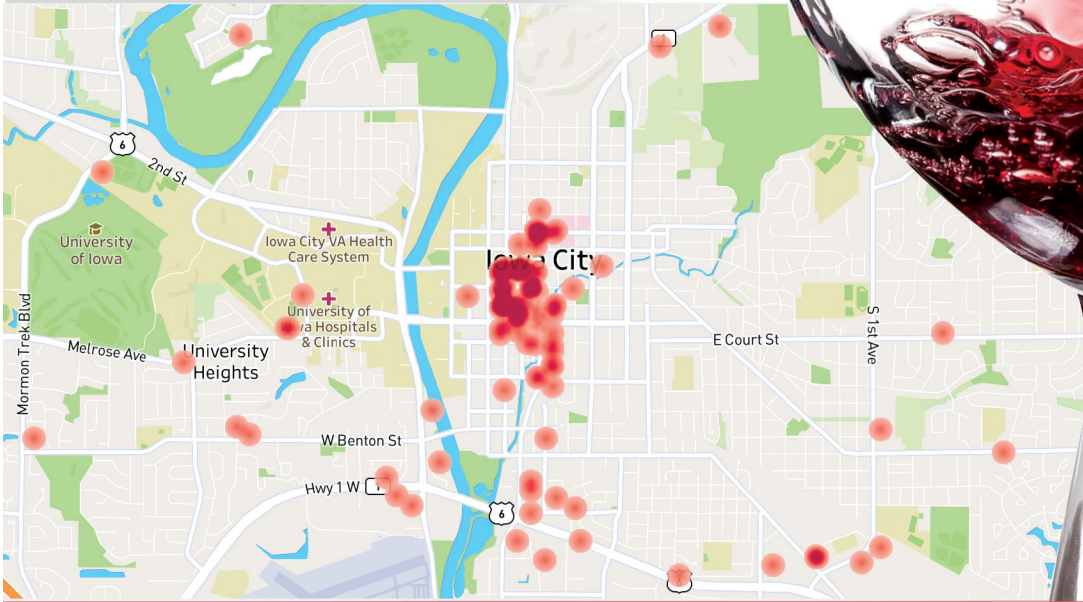 6
2nd St
University
of Iowa
Iowa City VA Health
Care System
Iowa City
University of
wa Hospitals
& Clinics
Mormon Trek Blvd
Melrose Ave
University
Heights
E Court St
S 1st Ave
W Benton St
Hwy 1 W
1
6